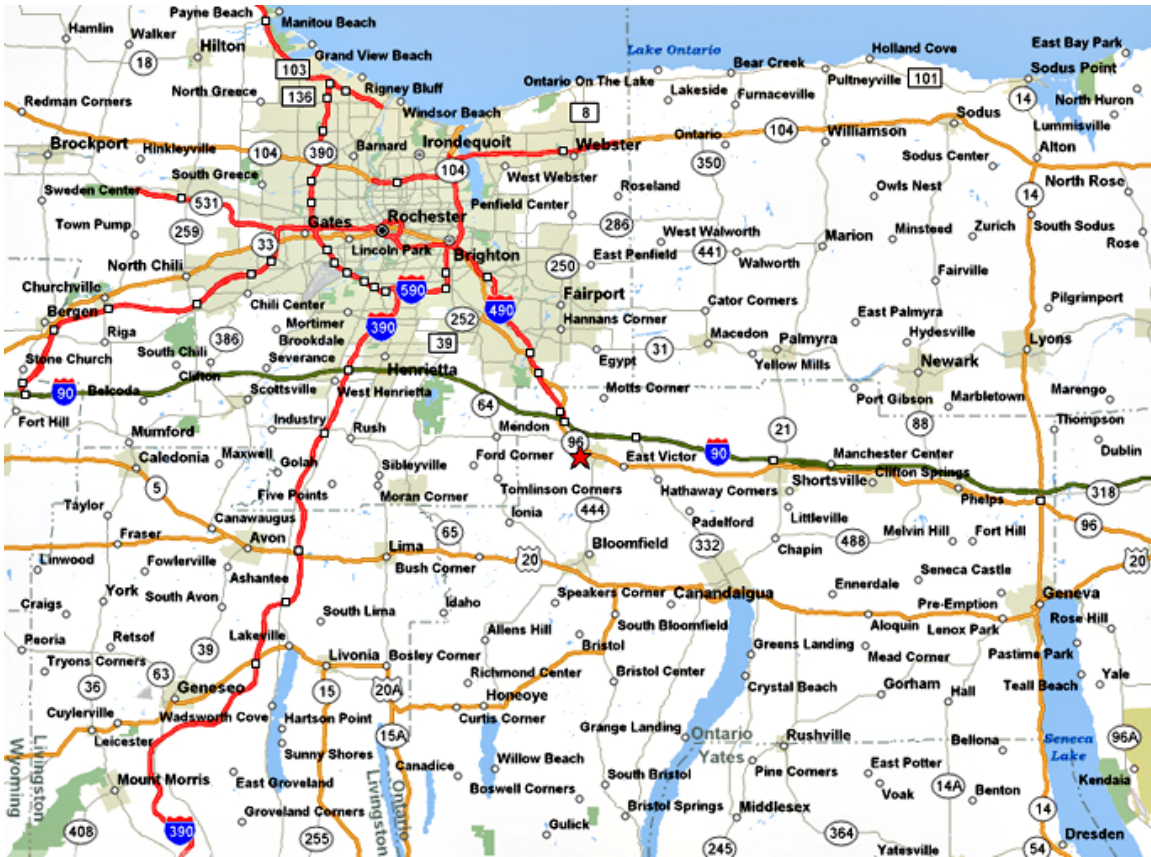 Payne Beach
Manitou Beach
Hamlin
Walker
Hilton
Grand View Beach
18
103
136
North Greece
Rigney Bluff
Windsor Beach
Lake Ontario
Ontario On The Lake
Bear Creek
Holland Cove
East Bay Park
Pultneyville
101
Sodus Point
Lakeside
Furnaceville
14
North Huron
Redman Corners
8
Sodus
Lummisville
Brockport
Hinkleyville
104
390
Barnard
Irondequoit
Webster
Ontario
104
Williamson
Alton
South Greece
104
West Webster
350
Sodus Center
North Rose
Sweden Center
531
Roseland
Owls Nest
14
Town Pump
Gates
Rochester
Penfield Center
286
South Sodus
259
33
Lincoln Park
Brighton
West Walworth
441
Marion
Minsteed
Zurich
Rose
North Chili
250
East Penfield
Walworth
Churchville
590
Fairville
Bergen
Chili Center
490
Fairport
Cator Corners
Pilgrimport
Riga
386
Mortimer
390
252
Hannans Corner
East Palmyra
Brookdale
39
Macedon
Palmyra
Hydesville
Lyons
Stone Church
South Chili
Severance
Egypt
31
Yellow Mills
Newark
Clifton
Henrietta
90
Belcoda
Scottsville
West Henrietta
Motts Corner
Port Gibson
Marbletown
Marengo
Fort Hill
Industry
64
Thompson
Mumford
Rush
Mendon
96
21
88
Dublin
Caledonia
Maxwell
Golah
Sibleyville
Ford Corner
East Victor
90
Manchester Center
5
Five Points
Moran Corner
Tomlinson Corners
Hathaway Corners
Shortsville
Clifton Springs
Phelps
318
Taylor
Canawaugus
Ionia
444
Littleville
Padelford
96
Fraser
Avon
65
332
Chapin
488
Melvin Hill
Fort Hill
Lima
Bloomfield
Linwood
Fowlerville
Bush Corner
20
20
Ashantee
Seneca Castle
Ennerdale
Craigs
York
South Avon
Idaho
Speakers Corner
Canandaigua
Pre-Emption
Geneva
South Lima
South Bloomfield
Aloquin
Lenox Park
Rose Hill
Peoria
Retsof
39
Lakeville
Allens Hill
Bristol
Greens Landing
Pastime Park
Tryons Corners
63
Livonia
Bosley Corner
Richmond Center
Bristol Center
Mead Corner
Yale
36
Geneseo
15
20A
Crystal Beach
Gorham
Hall
Teall Beach
Cuylerville
Wadsworth Cove
Hartson Point
Honeoye
Curtis Corner
Grange Landing
Ontario
Yates
Rushville
Seneca
Lake
96A
Leicester
15A
Bellona
Livingston
Wyoming
Sunny Shores
Willow Beach
Mount Morris
East Groveland
Canadice
South Bristol
Pine Corners
East Potter
Kendaia
Ontario
Livingston
Boswell Corners
Voak
14A
Benton
Groveland Corners
Bristol Springs
Middlesex
14
408
390
255
Gulick
245
364
Yatesville
54
Dresden